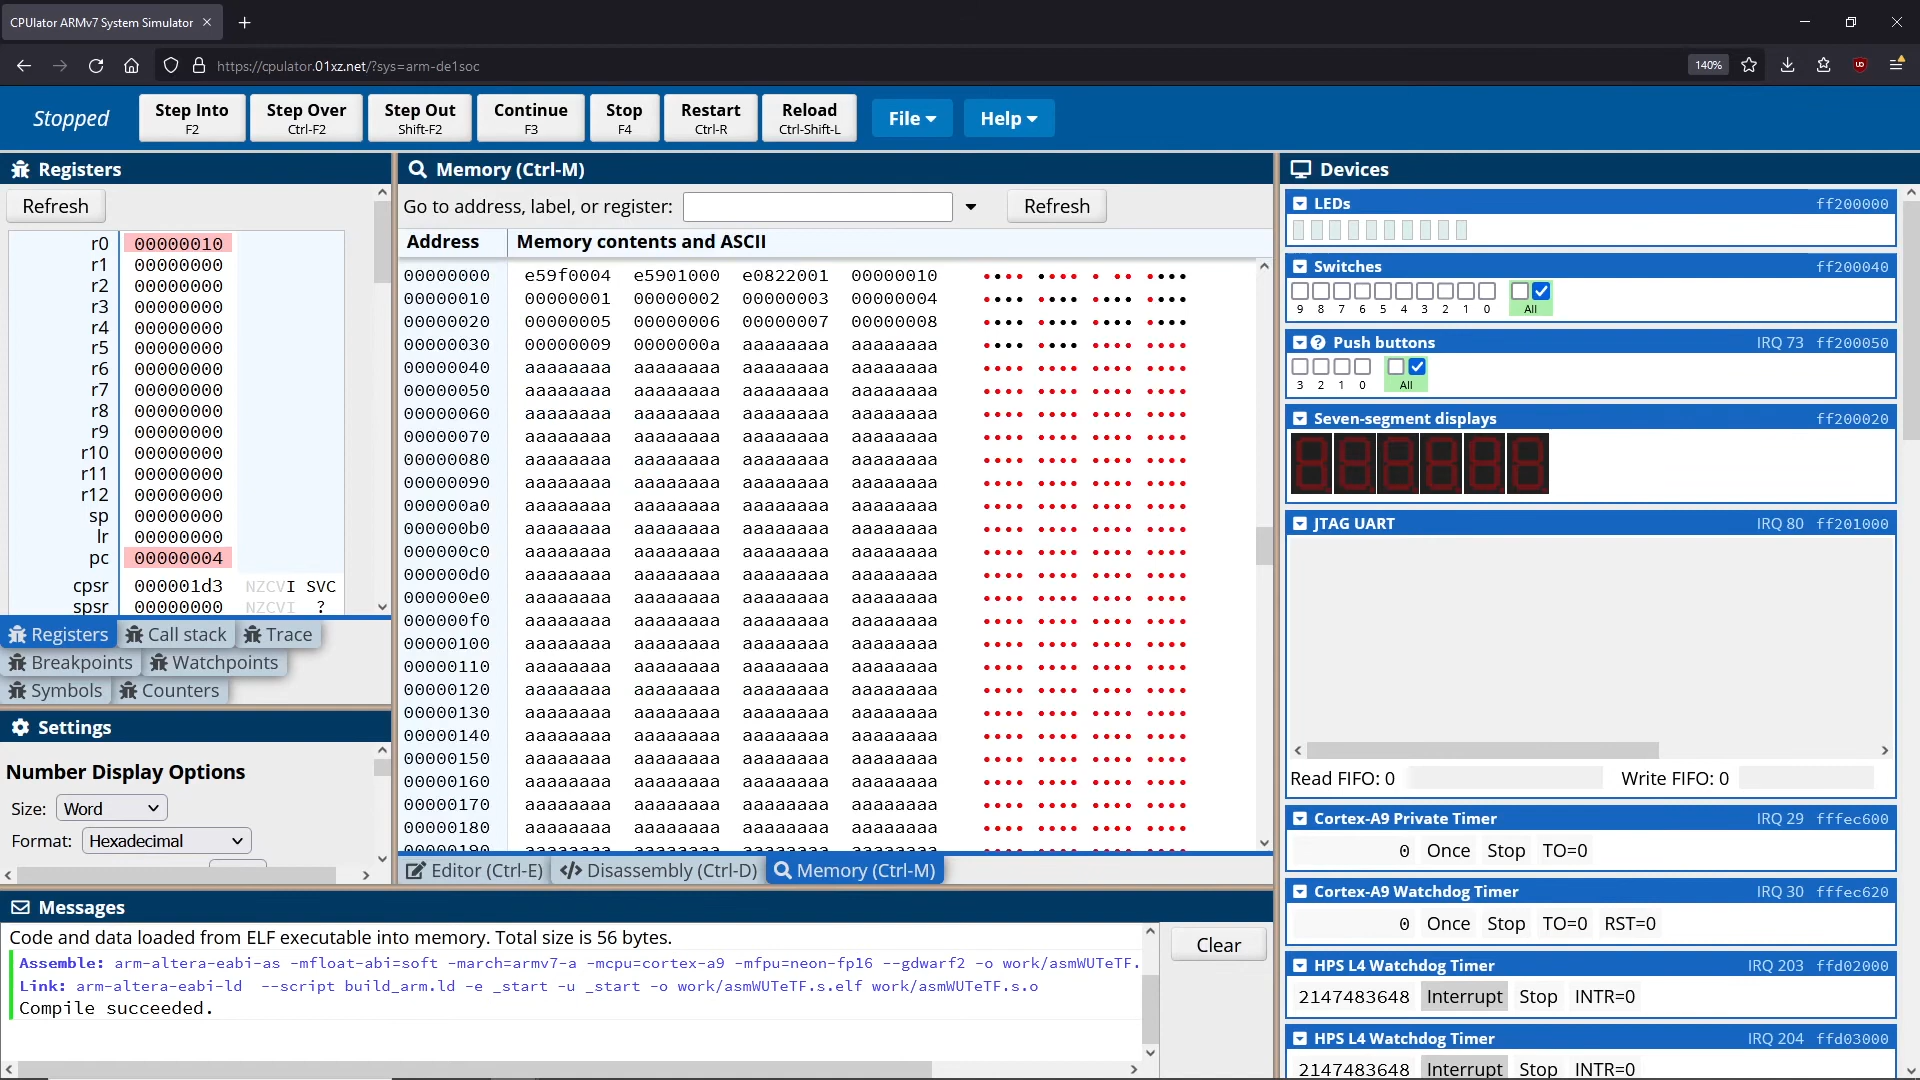 CPUlator ARMv7 System Simulator
https://cpulator.01xz.net/?sys=arm-de1soc
140%
Stopped
Step Into F2
Step Over Ctrl-F2
Step Out Shift-F2
Continue F3
Stop F4
Restart Ctrl-R
Reload Ctrl-Shift-L
File
Help
Registers
Refresh
r0 00000010
r1 00000000
r2 00000000
r3 00000000
r4 00000000
r5 00000000
r6 00000000
r7 00000000
r8 00000000
r9 00000000
r10 00000000
r11 00000000
r12 00000000
sp 00000000
lr 00000000
pc 00000004
cpsr 000001d3 NZCVI SVC
spsr 00000000 NZCVI ?
Registers Call stack Trace
Breakpoints Watchpoints
Symbols Counters
Settings
Number Display Options
Size: Word
Format: Hexadecimal
Memory (Ctrl-M)
Go to address, label, or register: Refresh
Address Memory contents and ASCII
00000000 e59f0004 e5901000 e0822001 00000010
00000010 00000001 00000002 00000003 00000004
00000020 00000005 00000006 00000007 00000008
00000030 00000009 0000000a aaaaaaaa aaaaaaaa
00000040 aaaaaaaa aaaaaaaa aaaaaaaa aaaaaaaa
00000050 aaaaaaaa aaaaaaaa aaaaaaaa aaaaaaaa
00000060 aaaaaaaa aaaaaaaa aaaaaaaa aaaaaaaa
00000070 aaaaaaaa aaaaaaaa aaaaaaaa aaaaaaaa
00000080 aaaaaaaa aaaaaaaa aaaaaaaa aaaaaaaa
00000090 aaaaaaaa aaaaaaaa aaaaaaaa aaaaaaaa
000000a0 aaaaaaaa aaaaaaaa aaaaaaaa aaaaaaaa
000000b0 aaaaaaaa aaaaaaaa aaaaaaaa aaaaaaaa
000000c0 aaaaaaaa aaaaaaaa aaaaaaaa aaaaaaaa
000000d0 aaaaaaaa aaaaaaaa aaaaaaaa aaaaaaaa
000000e0 aaaaaaaa aaaaaaaa aaaaaaaa aaaaaaaa
000000f0 aaaaaaaa aaaaaaaa aaaaaaaa aaaaaaaa
00000100 aaaaaaaa aaaaaaaa aaaaaaaa aaaaaaaa
00000110 aaaaaaaa aaaaaaaa aaaaaaaa aaaaaaaa
00000120 aaaaaaaa aaaaaaaa aaaaaaaa aaaaaaaa
00000130 aaaaaaaa aaaaaaaa aaaaaaaa aaaaaaaa
00000140 aaaaaaaa aaaaaaaa aaaaaaaa aaaaaaaa
00000150 aaaaaaaa aaaaaaaa aaaaaaaa aaaaaaaa
00000160 aaaaaaaa aaaaaaaa aaaaaaaa aaaaaaaa
00000170 aaaaaaaa aaaaaaaa aaaaaaaa aaaaaaaa
00000180 aaaaaaaa aaaaaaaa aaaaaaaa aaaaaaaa
00000190 aaaaaaaa aaaaaaaa aaaaaaaa aaaaaaaa
Editor (Ctrl-E) Disassembly (Ctrl-D) Memory (Ctrl-M)
Messages
Code and data loaded from ELF executable into memory. Total size is 56 bytes.
Assemble: arm-altera-eabi-as -mfloat-abi=soft -march=armv7-a -mcpu=cortex-a9 -mfpu=neon-fp16 --gdwarf2 -o work/asmWUTeTF.
Link: arm-altera-eabi-ld --script build_arm.ld -e _start -u _start -o work/asmWUTeTF.s.elf work/asmWUTeTF.s.o
Compile succeeded.
Clear
Devices
LEDs ff200000
Switches ff200040
9 8 7 6 5 4 3 2 1 0 All
Push buttons IRQ 73 ff200050
3 2 1 0 All
Seven-segment displays ff200020
JTAG UART IRQ 80 ff201000
Read FIFO: 0 Write FIFO: 0
Cortex-A9 Private Timer IRQ 29 fffec600
0 Once Stop TO=0
Cortex-A9 Watchdog Timer IRQ 30 fffec620
0 Once Stop TO=0 RST=0
HPS L4 Watchdog Timer IRQ 203 ffd02000
2147483648 Interrupt Stop INTR=0
HPS L4 Watchdog Timer IRQ 204 ffd03000
2147483648 Interrupt Stop INTR=0